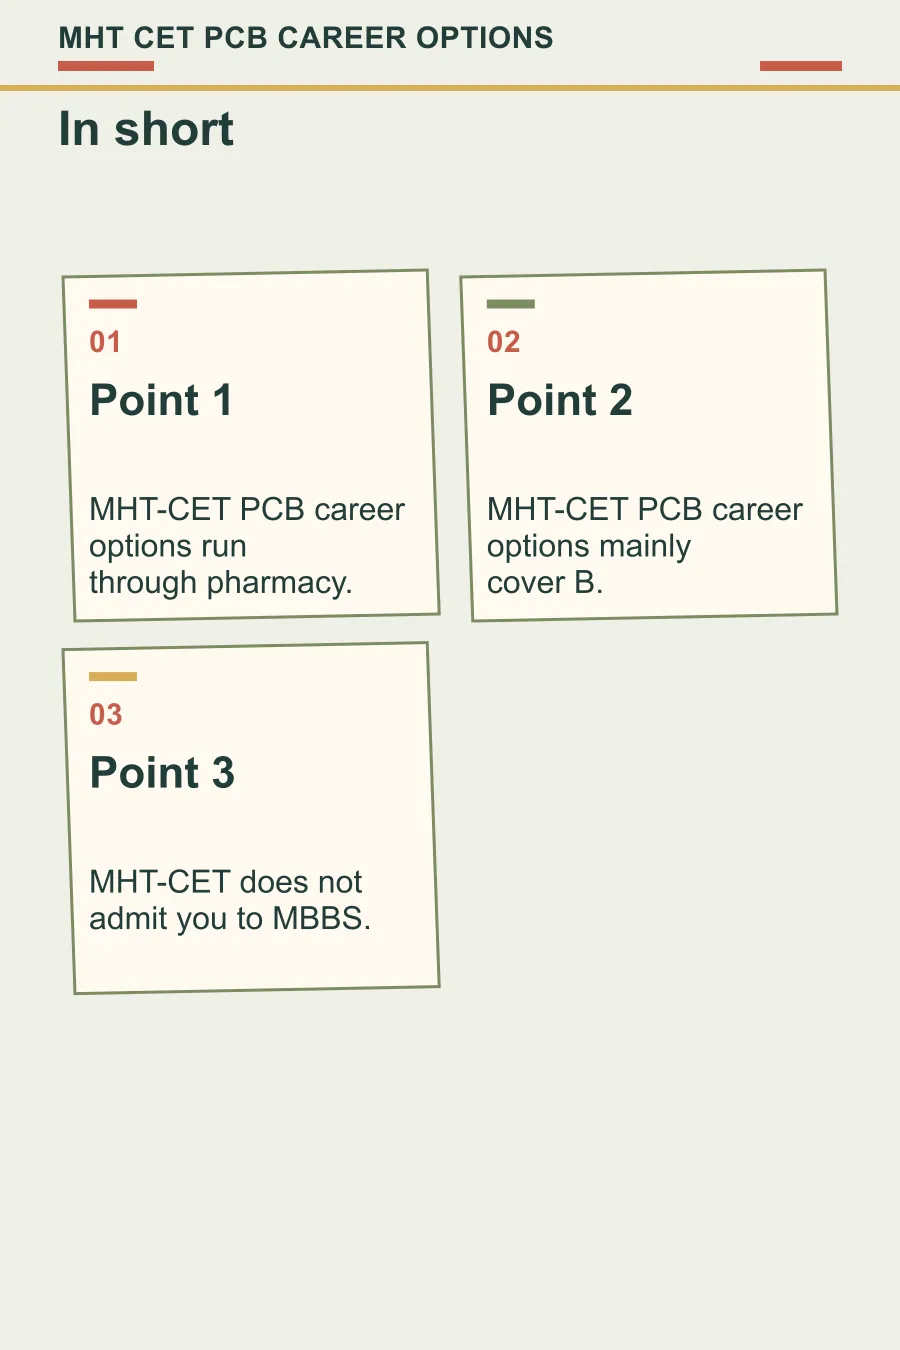 MHT CET PCB CAREER OPTIONS
In short
01
Point 1
MHT-CET PCB career
options run
through pharmacy.
02
Point 2
MHT-CET PCB career
options mainly
cover B.
03
Point 3
MHT-CET does not
admit you to MBBS.